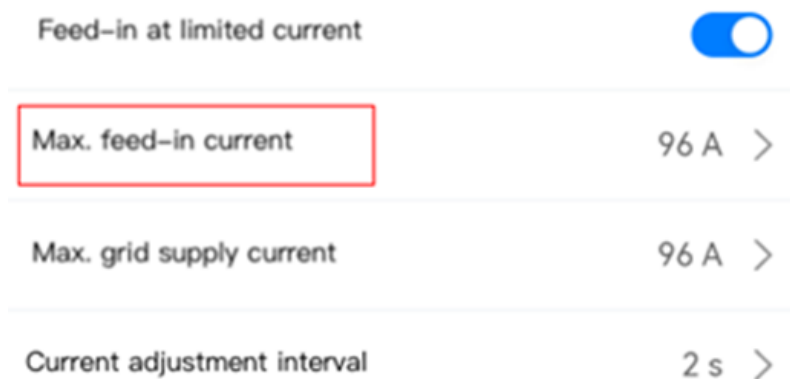 Feed-in at limited current
Max. feed-in current 96 A
Max. grid supply current 96 A
Current adjustment interval 2 s